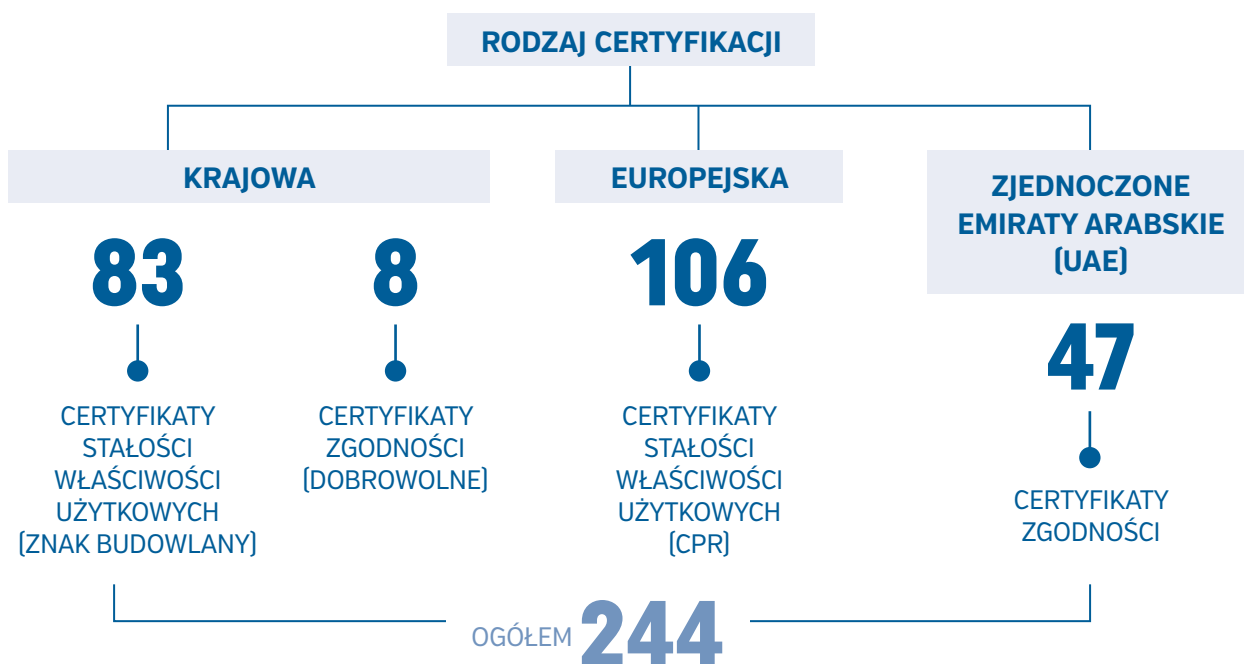 RODZAJ CERTYFIKACJI
KRAJOWA
83
CERTYFIKATY
STAŁOŚCI
WŁAŚCIWOŚCI
UŻYTKOWYCH
(ZNAK BUDOWLANY)
8
CERTYFIKATY
ZGODNOŚCI
(DOBROWOLNE)
EUROPEJSKA
106
CERTYFIKATY
STAŁOŚCI
WŁAŚCIWOŚCI
UŻYTKOWYCH
(CPR)
ZJEDNOCZONE
EMIRATY ARABSKIE
(UAE)
47
CERTYFIKATY
ZGODNOŚCI
OGÓŁEM 244